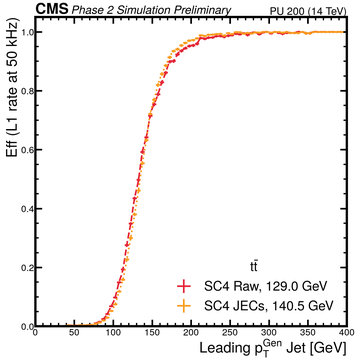 CMS Phase 2 Simulation Preliminary PU 200 (14 TeV)
Eff (L1 rate at 50 kHz)
1.0
0.8
0.6
0.4
0.2
0.0
tt̄
SC4 Raw, 129.0 GeV
SC4 JECs, 140.5 GeV
0 50 100 150 200 250 300 350 400
Leading p_T^Gen Jet [GeV]